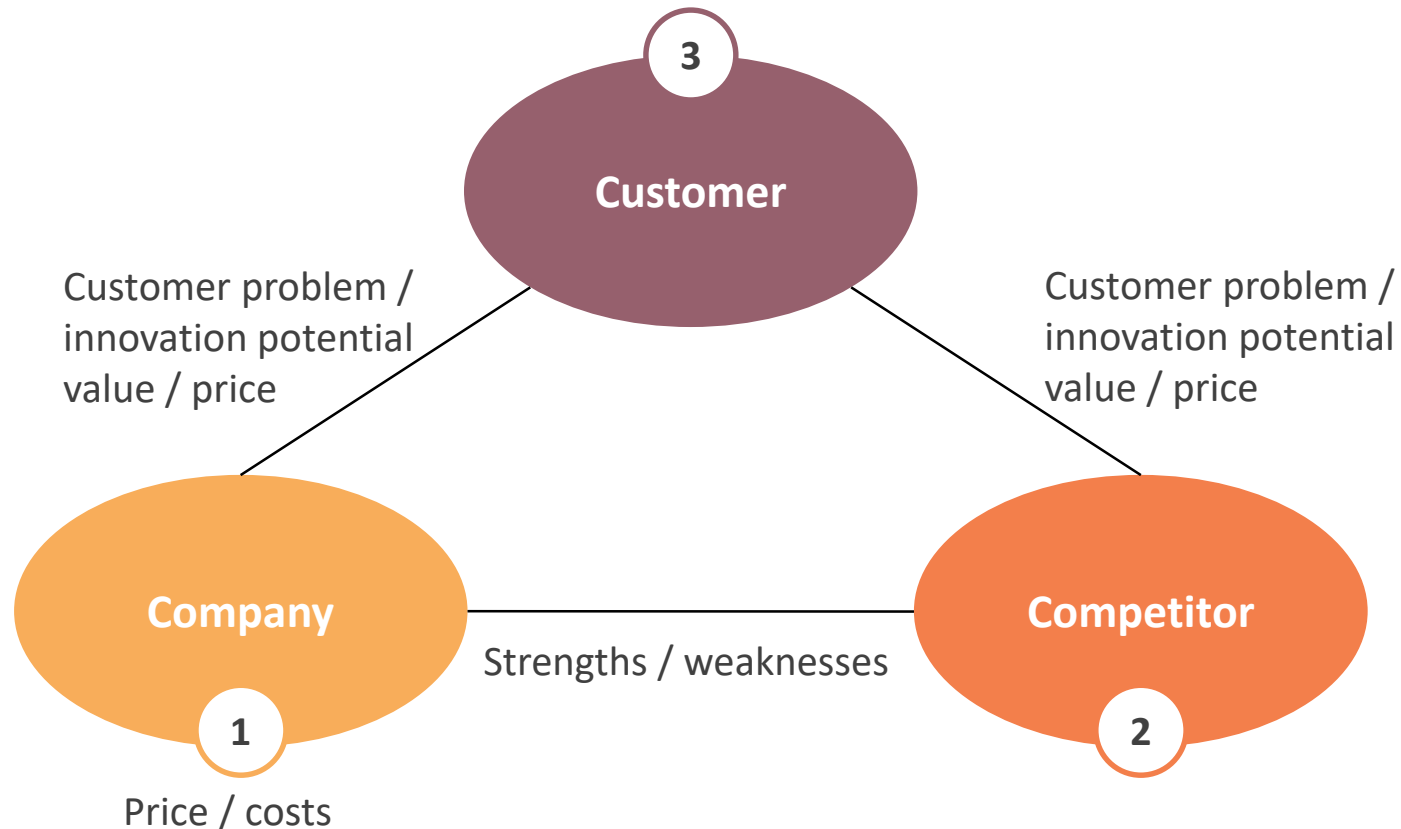 3
Customer
Customer problem /
innovation potential
value / price
Customer problem /
innovation potential
value / price
Company
Competitor
Strengths / weaknesses
1
2
Price / costs